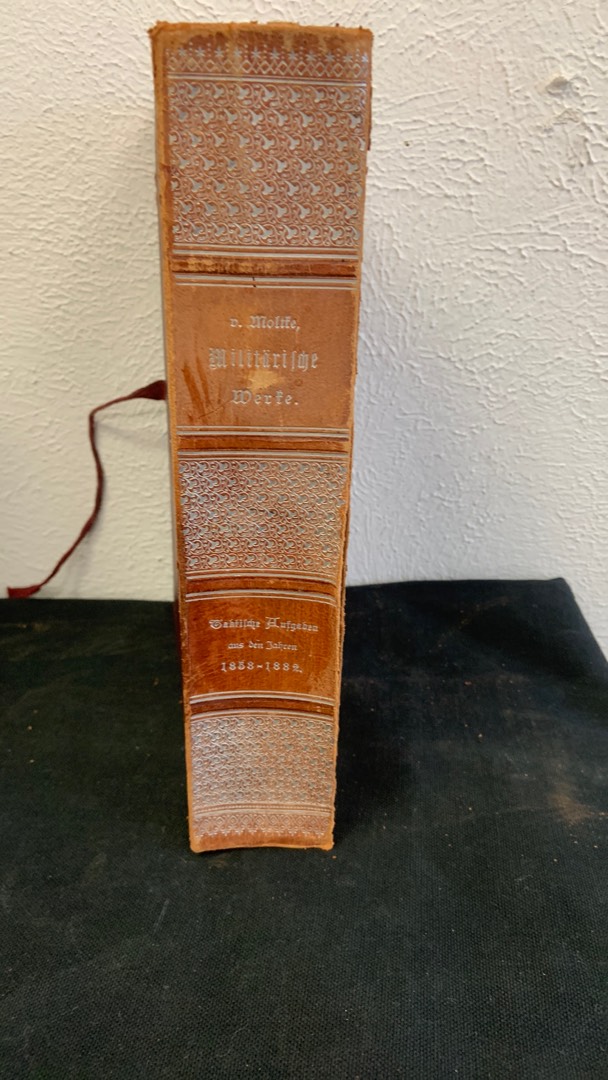 v. Moltke,
Militärische
Werke.
Taktische Aufgaben
aus den Jahren
1858–1882.